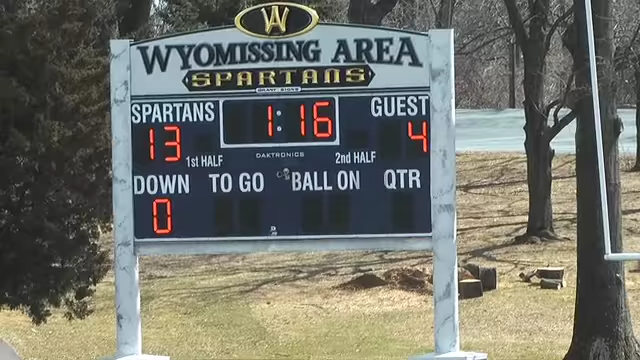 WA
WYOMISSING AREA
SPARTANS
SPARTANS 1:16 GUEST
13 4
1st HALF DAKTRONICS 2nd HALF
DOWN TO GO BALL ON QTR
0